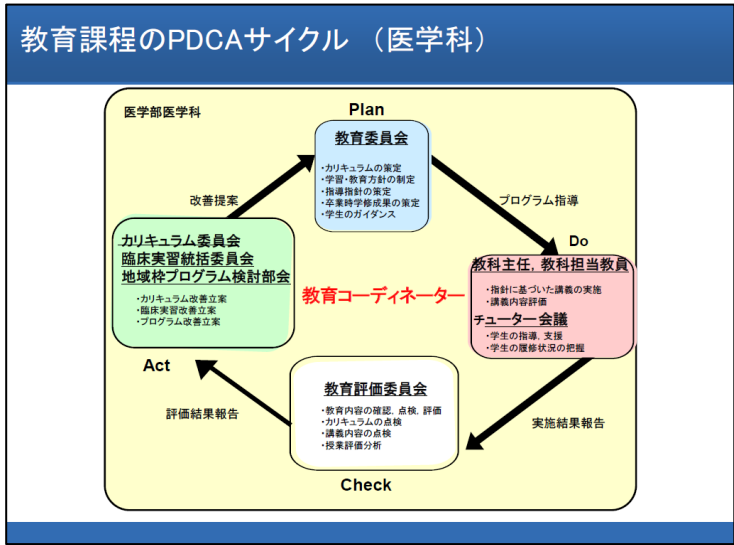 教育課程のPDCAサイクル （医学科）
医学部医学科
Plan
教育委員会
・カリキュラムの策定
・学習・教育方針の制定
・指導指針の策定
・卒業時学修成果の策定
・学生のガイダンス
改善提案
プログラム指導
Do
教科主任, 教科担当教員
・指針に基づいた講義の実施
・講義内容評価
チューター会議
・学生の指導, 支援
・学生の履修状況の把握
カリキュラム委員会
臨床実習統括委員会
地域枠プログラム検討部会
・カリキュラム改善立案
・臨床実習改善立案
・プログラム改善立案
教育コーディネーター
Act
教育評価委員会
・教育内容の確認, 点検, 評価
・カリキュラムの点検
・講義内容の点検
・授業評価分析
評価結果報告
実施結果報告
Check